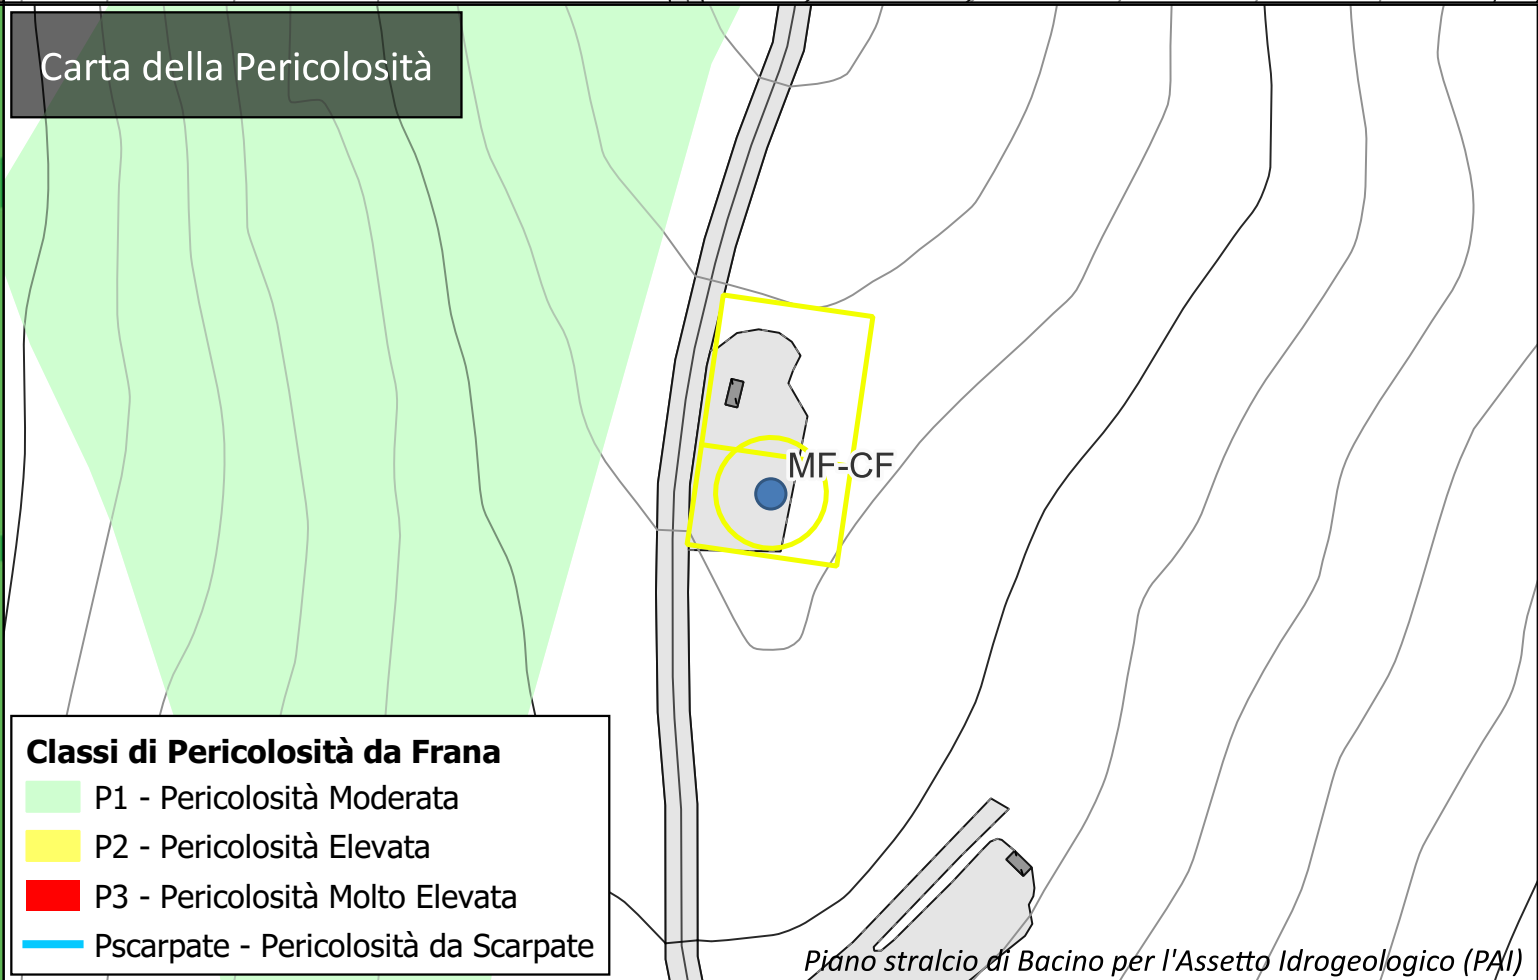 Carta della Pericolosità
MF-CF
Classi di Pericolosità da Frana
P1 - Pericolosità Moderata
P2 - Pericolosità Elevata
P3 - Pericolosità Molto Elevata
Pscarpate - Pericolosità da Scarpate
Piano stralcio di Bacino per l'Assetto Idrogeologico (PAI)